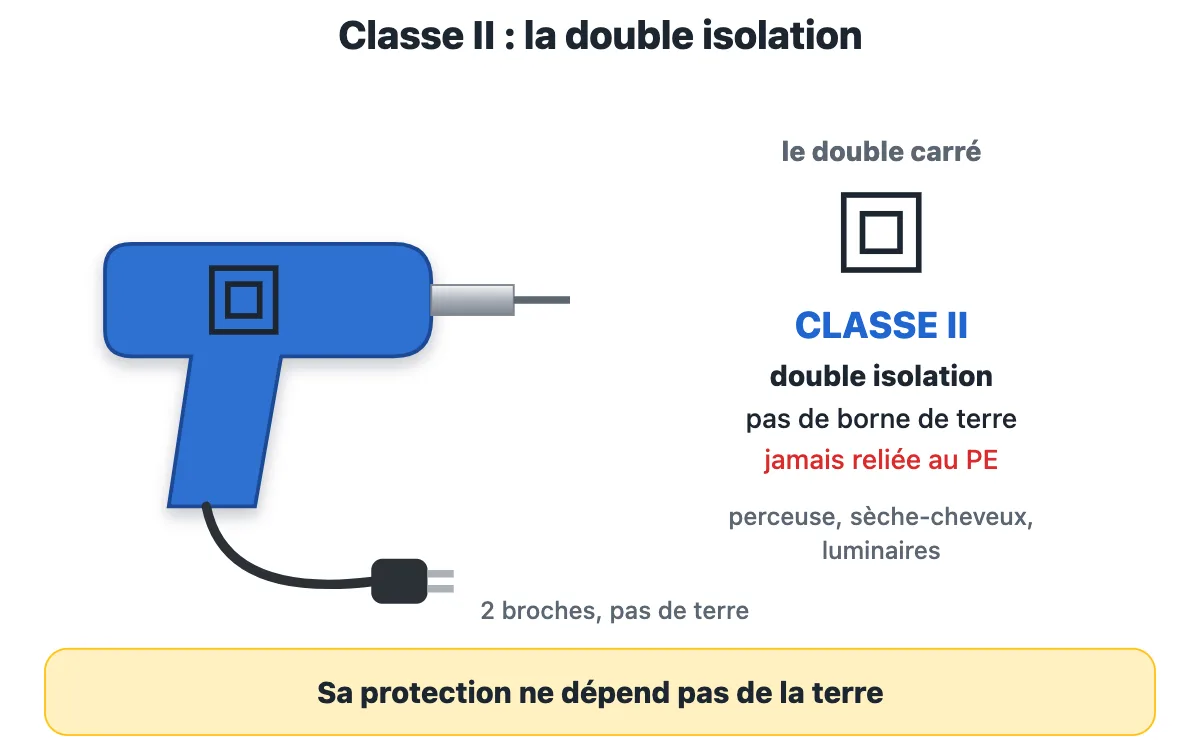 Classe II : la double isolation
le double carré
CLASSE II
double isolation
pas de borne de terre
jamais reliée au PE
perceuse, sèche-cheveux,
luminaires
2 broches, pas de terre
Sa protection ne dépend pas de la terre